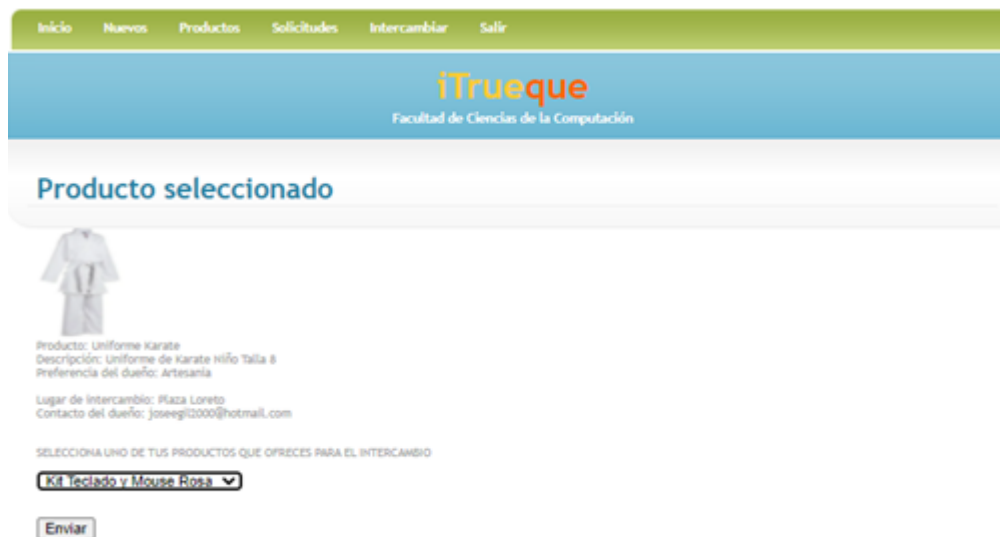 Inicio Nuevos Productos Solicitudes Intercambiar Salir
iTrueque
Facultad de Ciencias de la Computación
Producto seleccionado
Producto: Uniforme Karate
Descripción: Uniforme de Karate Niño Talla 8
Preferencia del dueño: Artesania
Lugar de intercambio: Plaza Loreto
Contacto del dueño: joseegil2000@hotmail.com
SELECCIONA UNO DE TUS PRODUCTOS QUE OFRECES PARA EL INTERCAMBIO
Kit Teclado y Mouse Rosa
Enviar